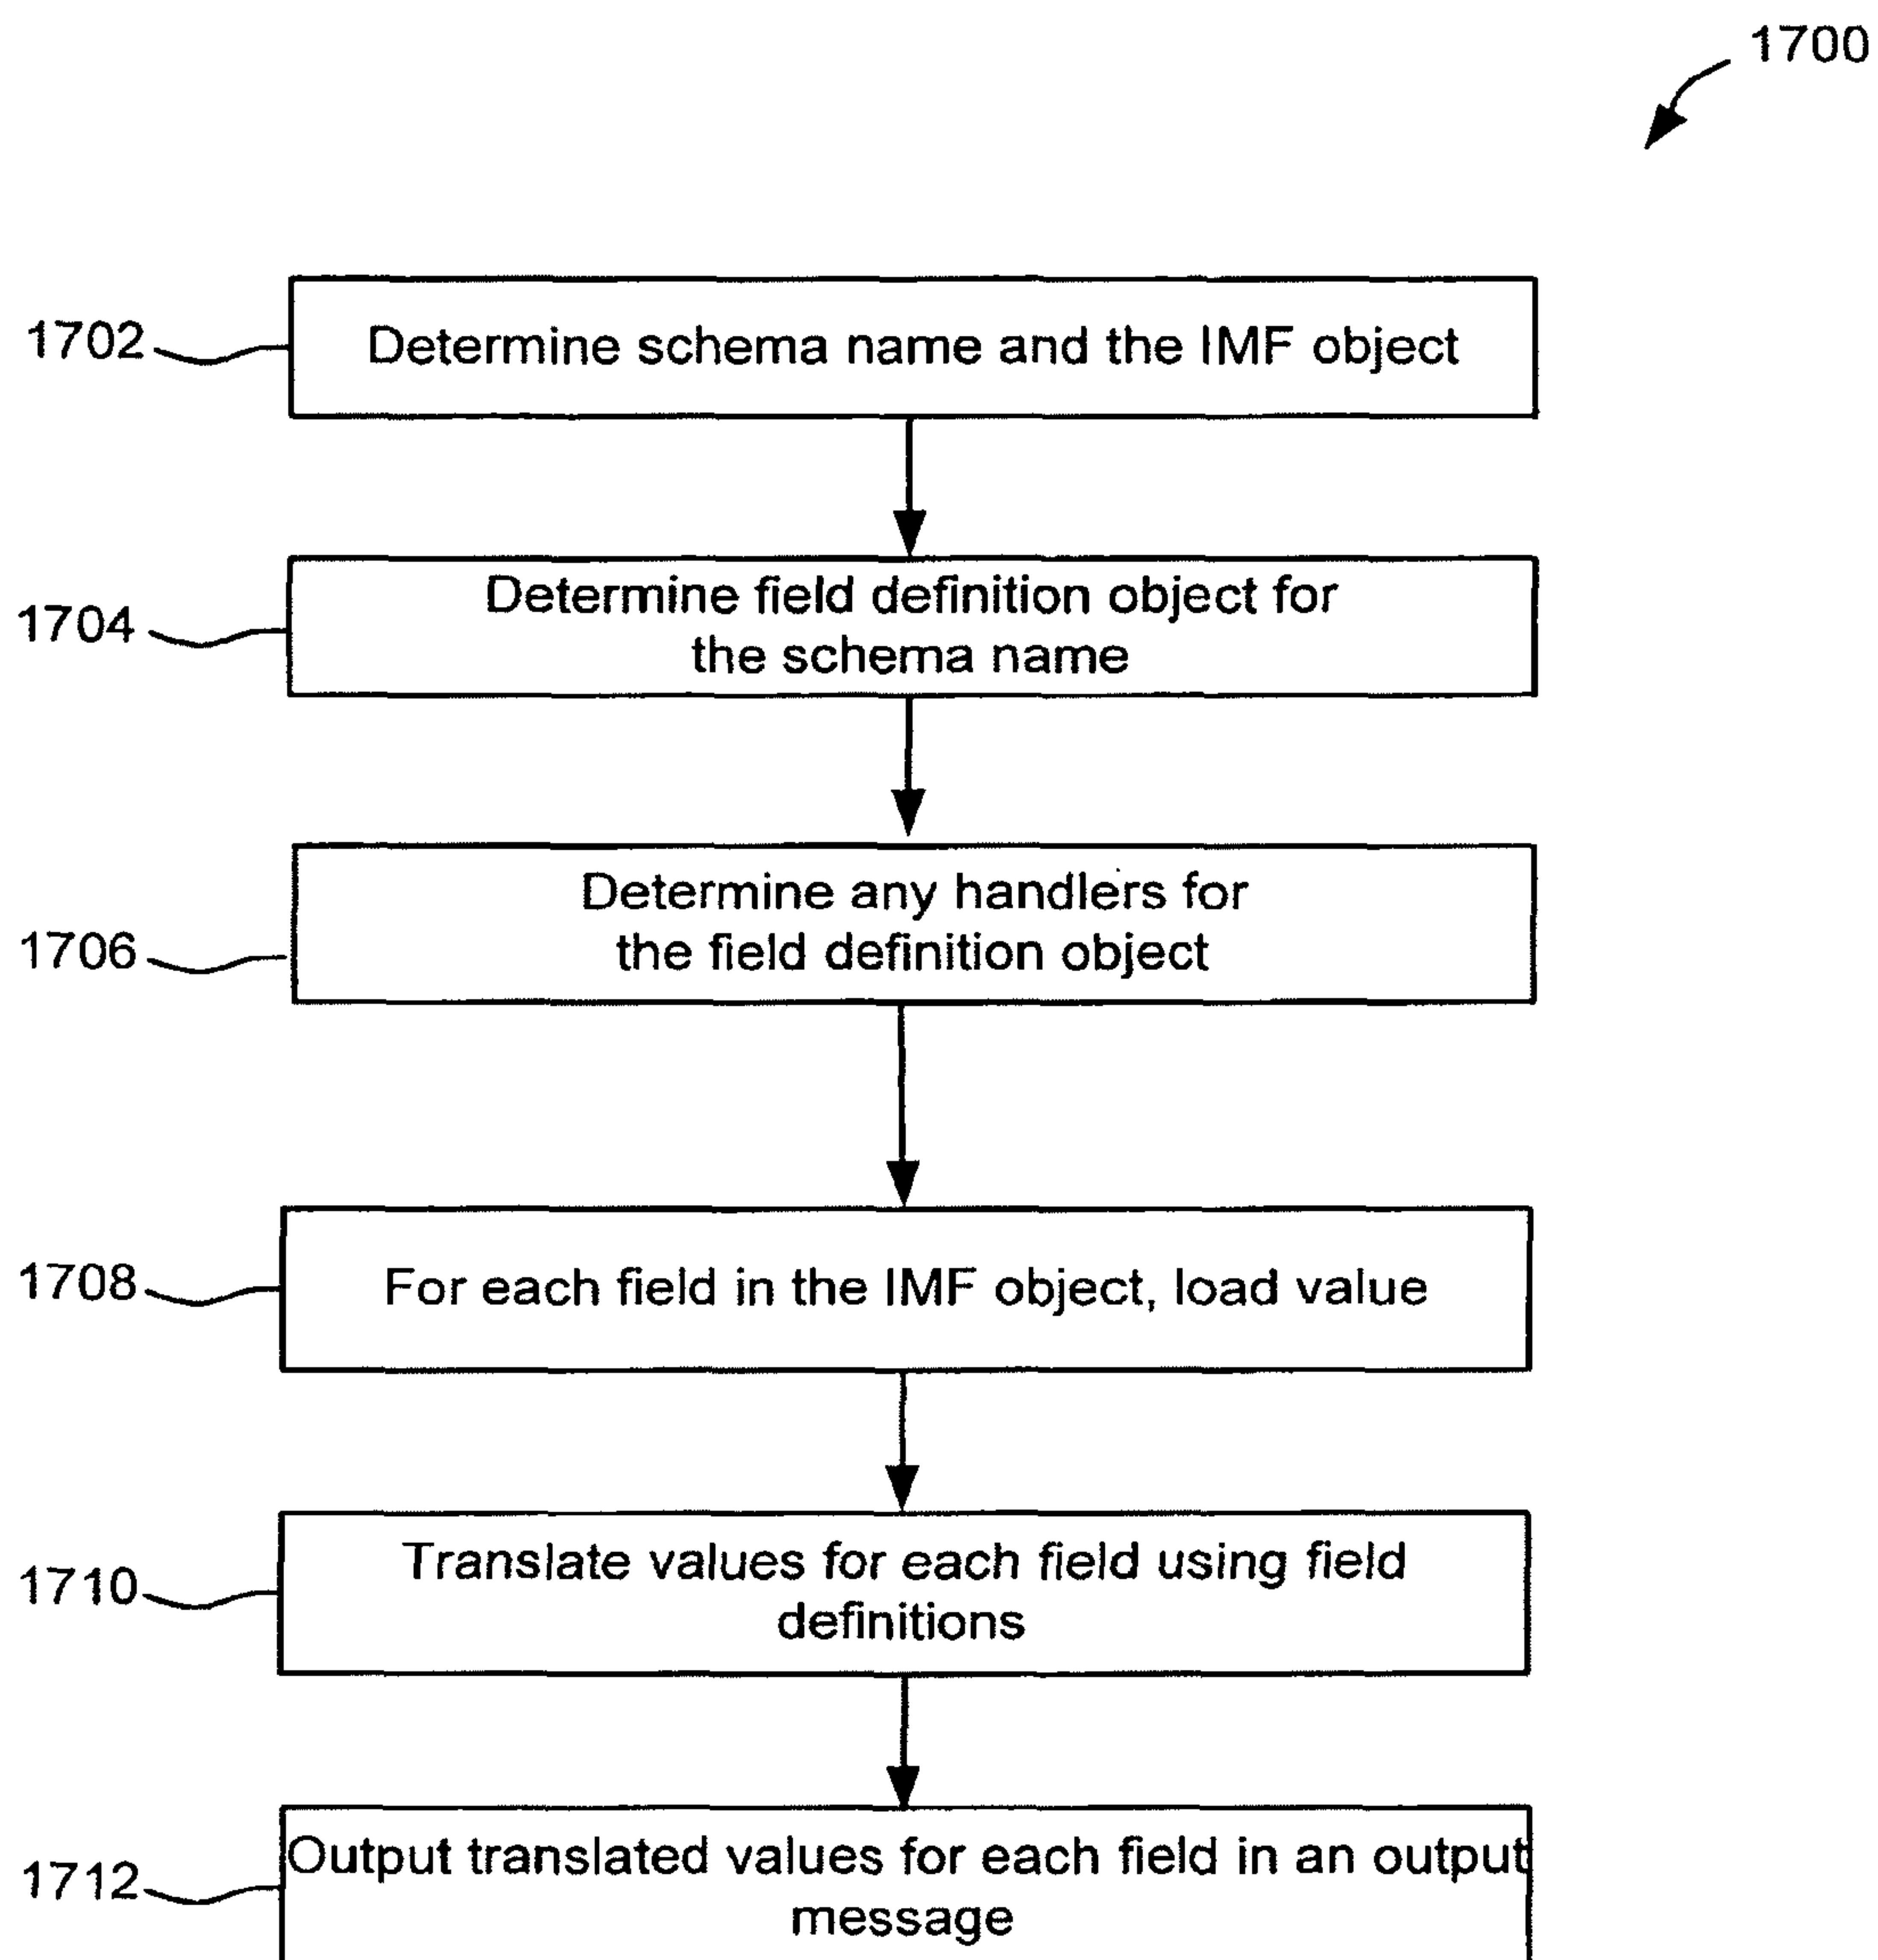 1700
1702
Determine schema name and the IMF object
1704
Determine field definition object for
the schema name
1706
Determine any handlers for
the field definition object
1708
For each field in the IMF object, load value
1710
Translate values for each field using field
definitions
1712
Output translated values for each field in an output
message